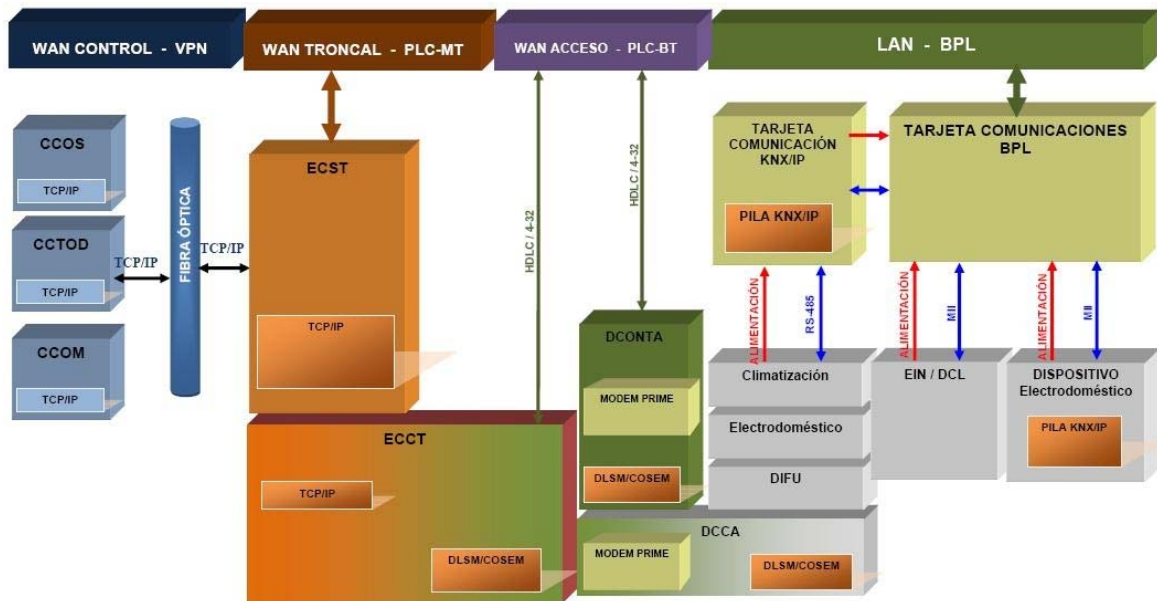 WAN CONTROL - VPN
WAN TRONCAL - PLC-MT
WAN ACCESO - PLC-BT
LAN - BPL
CCOS
TCP/IP
CCTOD
TCP/IP
CCOM
TCP/IP
TCP/IP
FIBRA ÓPTICA
TCP/IP
ECST
TCP/IP
ECCT
TCP/IP
DLSM/COSEM
HDLC / 4-32
HDLC / 4-32
DCONTA
MODEM PRIME
DLSM/COSEM
DCCA
MODEM PRIME
DLSM/COSEM
TARJETA
COMUNICACIÓN
KNX/IP
PILA KNX/IP
TARJETA COMUNICACIONES
BPL
ALIMENTACIÓN
RS-485
ALIMENTACIÓN
MII
ALIMENTACIÓN
MII
Climatización
Electrodoméstico
DIFU
EIN / DCL
DISPOSITIVO
Electrodoméstico
PILA KNX/IP